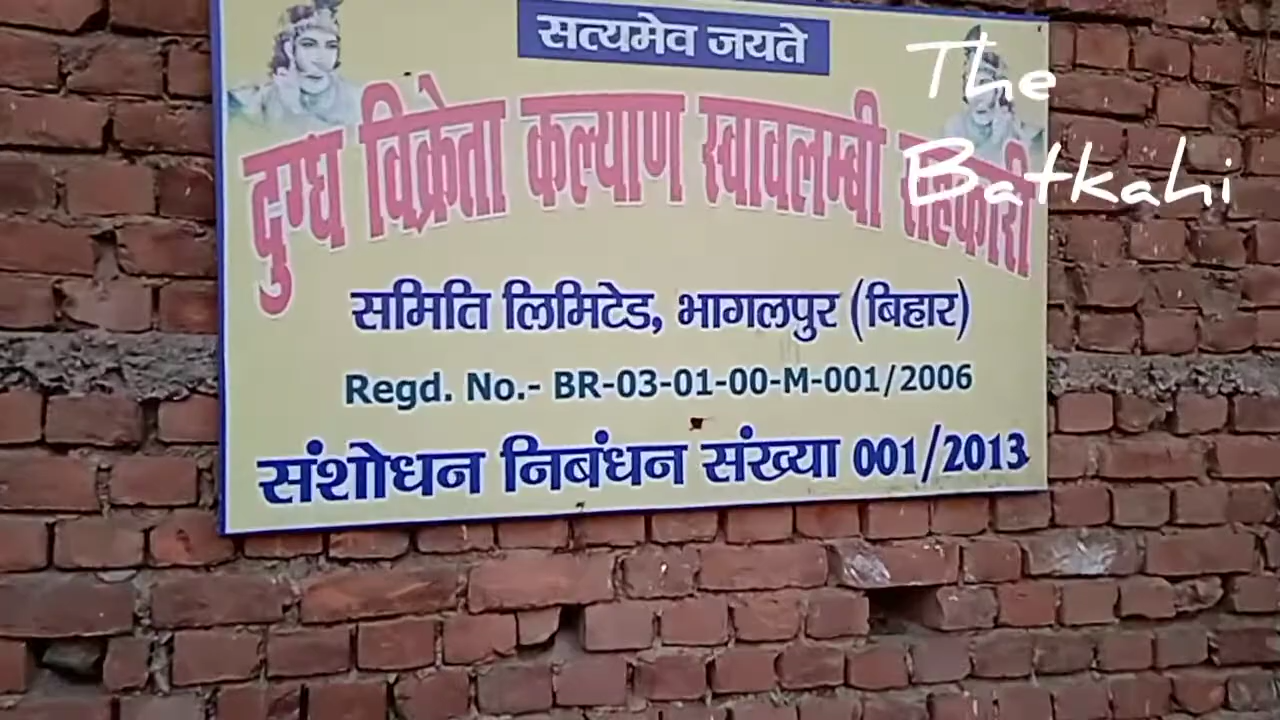 सत्यमेव जयते
दुग्ध विक्रेता कल्याण स्वावलम्बी सहकारी
समिति लिमिटेड, भागलपुर (बिहार)
Regd. No.- BR-03-01-00-M-001/2006
संशोधन निबंधन संख्या 001/2013
The
Batkahi